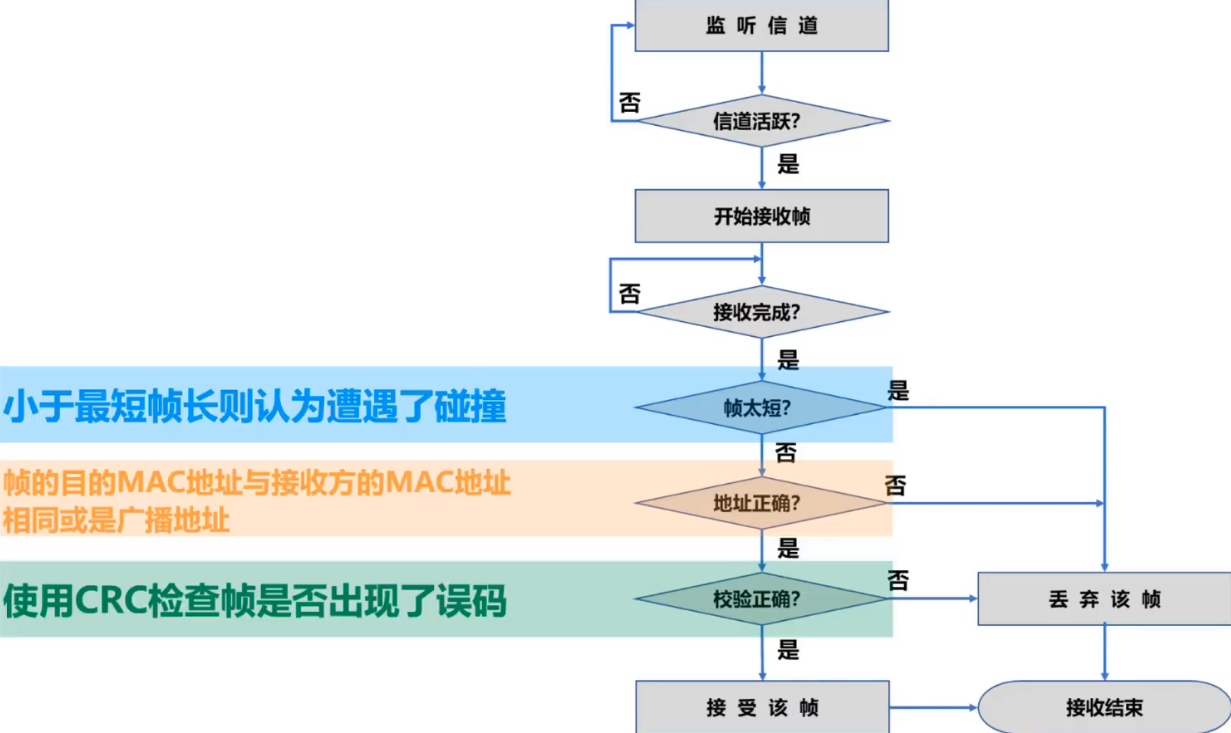 监 听 信 道
否
信道活跃?
是
开始接收帧
否
接收完成?
是
小于最短帧长则认为遭遇了碰撞
帧太短?
是
否
帧的目的MAC地址与接收方的MAC地址
相同或是广播地址
地址正确?
否
是
使用CRC检查帧是否出现了误码
校验正确?
否
丢 弃 该 帧
是
接 受 该 帧
接收结束